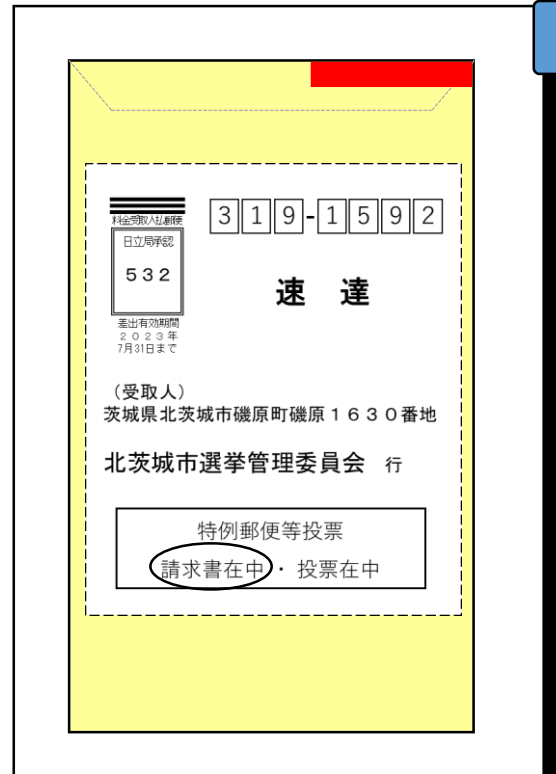 料金受取人払郵便
日立局承認
５３２
差出有効期間
２０２３年
7月31日まで
319-1592
速　達
（受取人）
茨城県北茨城市磯原町磯原１６３０番地
北茨城市選挙管理委員会　行
特例郵便等投票
請求書在中・投票在中